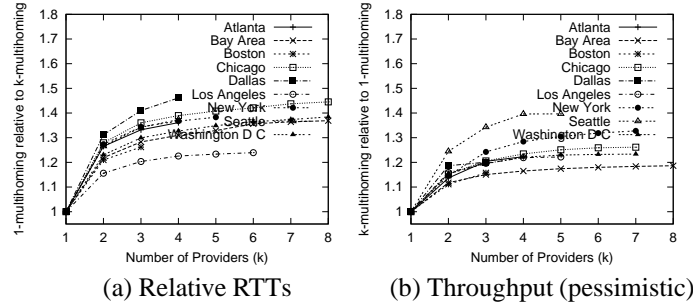 1-multihoming relative to k-multihoming
1.8
1.7
1.6
1.5
1.4
1.3
1.2
1.1
1
Atlanta
Bay Area
Boston
Chicago
Dallas
Los Angeles
New York
Seattle
Washington D C
1 2 3 4 5 6 7 8
Number of Providers (k)
(a) Relative RTTs
k-multihoming relative to 1-multihoming
1.8
1.7
1.6
1.5
1.4
1.3
1.2
1.1
1
Atlanta
Bay Area
Boston
Chicago
Dallas
Los Angeles
New York
Seattle
Washington D C
1 2 3 4 5 6 7 8
Number of Providers (k)
(b) Throughput (pessimistic)